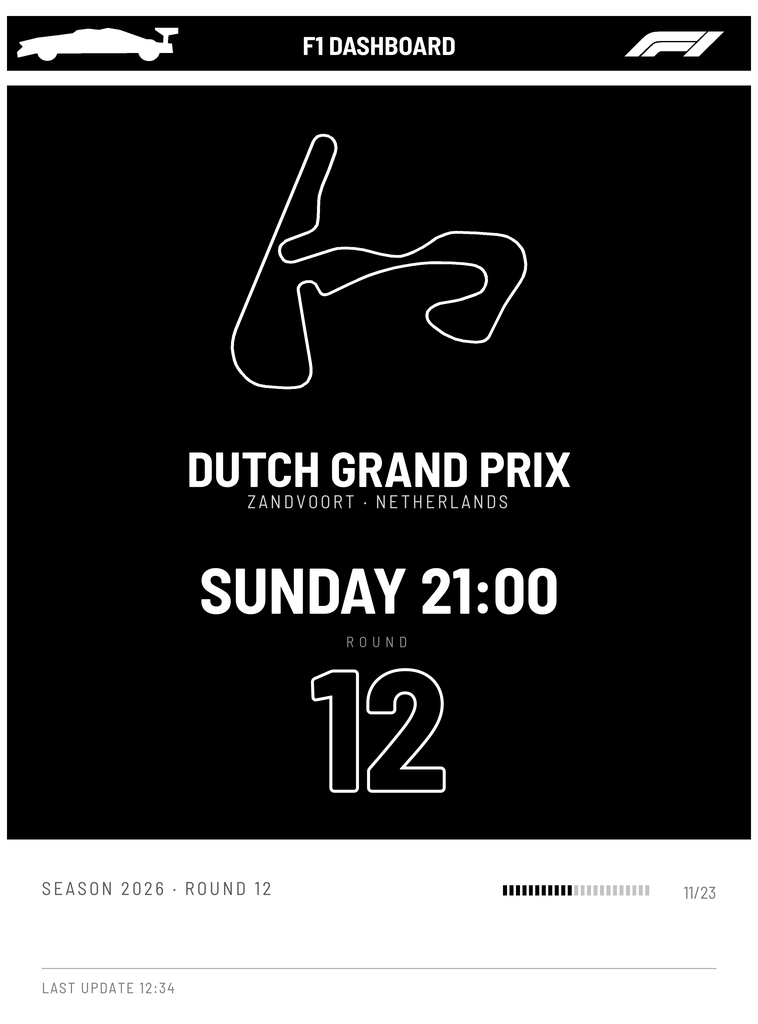 F1 DASHBOARD
F1
DUTCH GRAND PRIX
ZANDVOORT · NETHERLANDS
SUNDAY 21:00
ROUND
12
SEASON 2026 · ROUND 12
11/23
LAST UPDATE 12:34